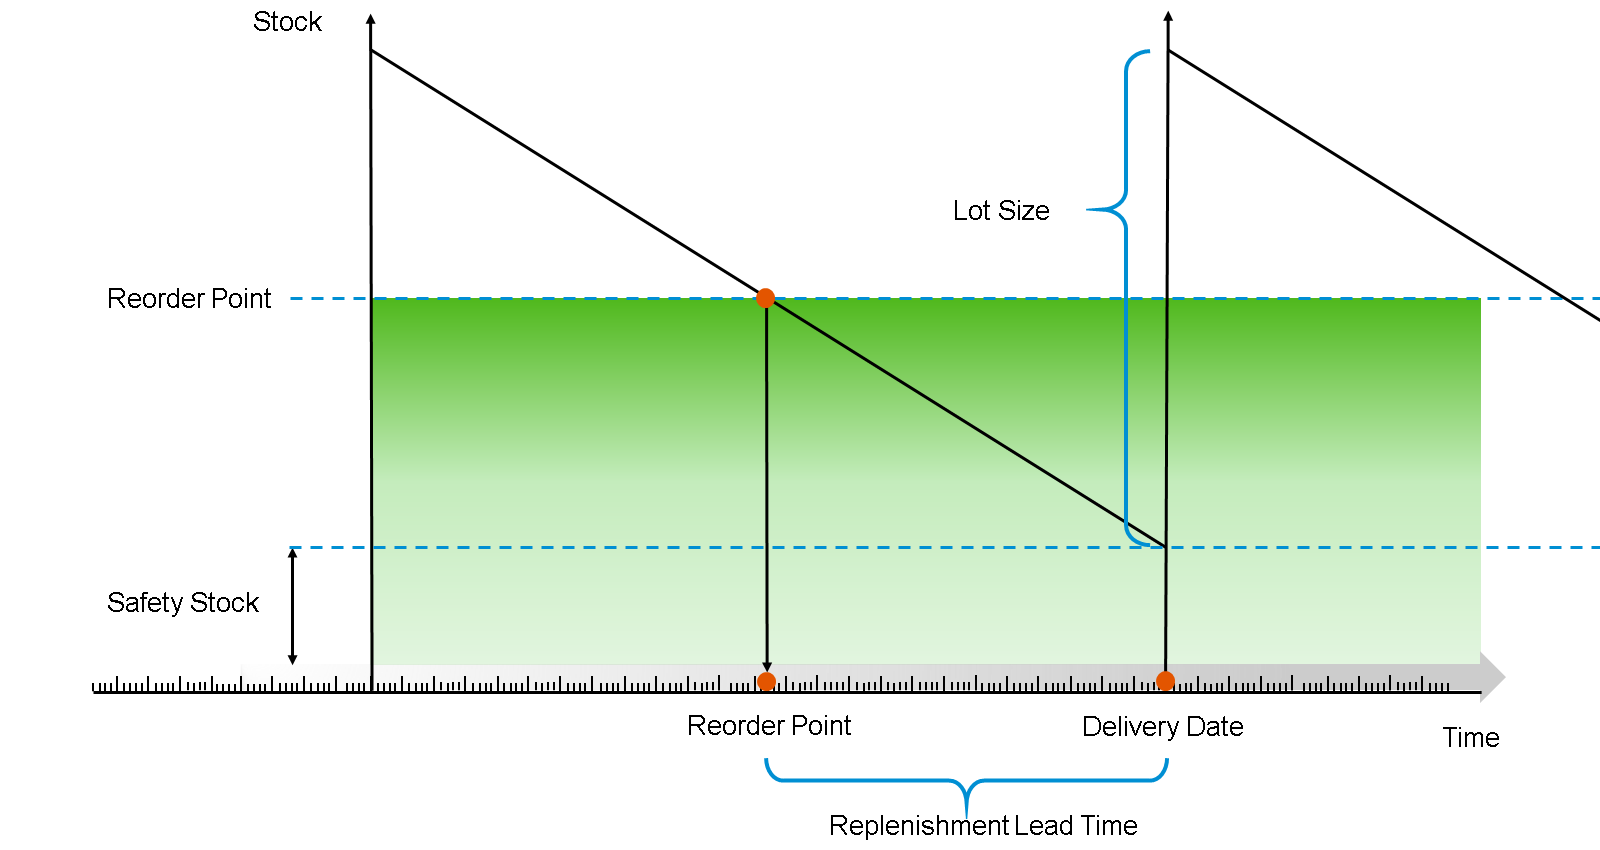 Stock
Lot Size
Reorder Point
Safety Stock
Reorder Point
Delivery Date
Time
Replenishment Lead Time